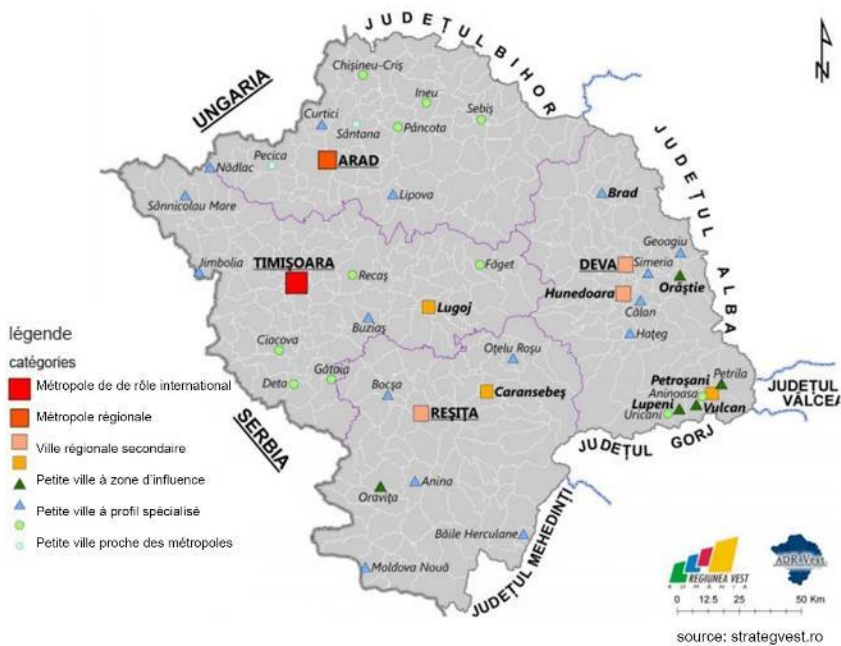 JUDEȚUL BIHOR
UNGARIA
Chișineu-Criș
Ineu
Sebiș
Curtici
Sântana
Pâncota
Pecica
ARAD
Nădlac
Sânnicolau Mare
Lipova
JUDEȚUL ALBA
Brad
Geoagiu
Jimbolia
TIMIȘOARA
Recaș
Făget
DEVA
Simeria
Orăștie
Hunedoara
Călan
Lugoj
Buziaș
Hațeg
légende
catégories
Métropole de de rôle international
Métropole régionale
Ville régionale secondaire
Petite ville à zone d'influence
Petite ville á profil spécialisé
Petite ville proche des métropoles
Ciacova
Gătaia
Deta
Oțelu Roșu
Bocșa
Caransebeș
REȘIȚA
Petroșani
Petrila
Aninoasa
Lupeni
Vulcan
Uricani
JUDEȚUL
VÂLCEA
SERBIA
JUDEȚUL GORJ
Anina
Oravița
Băile Herculane
Moldova Nouă
JUDEȚUL MEHEDINȚI
N
REGIUNEA VEST
ROMANIA
ADR Vest
0 12.5 25 50 Km
source: strategvest.ro